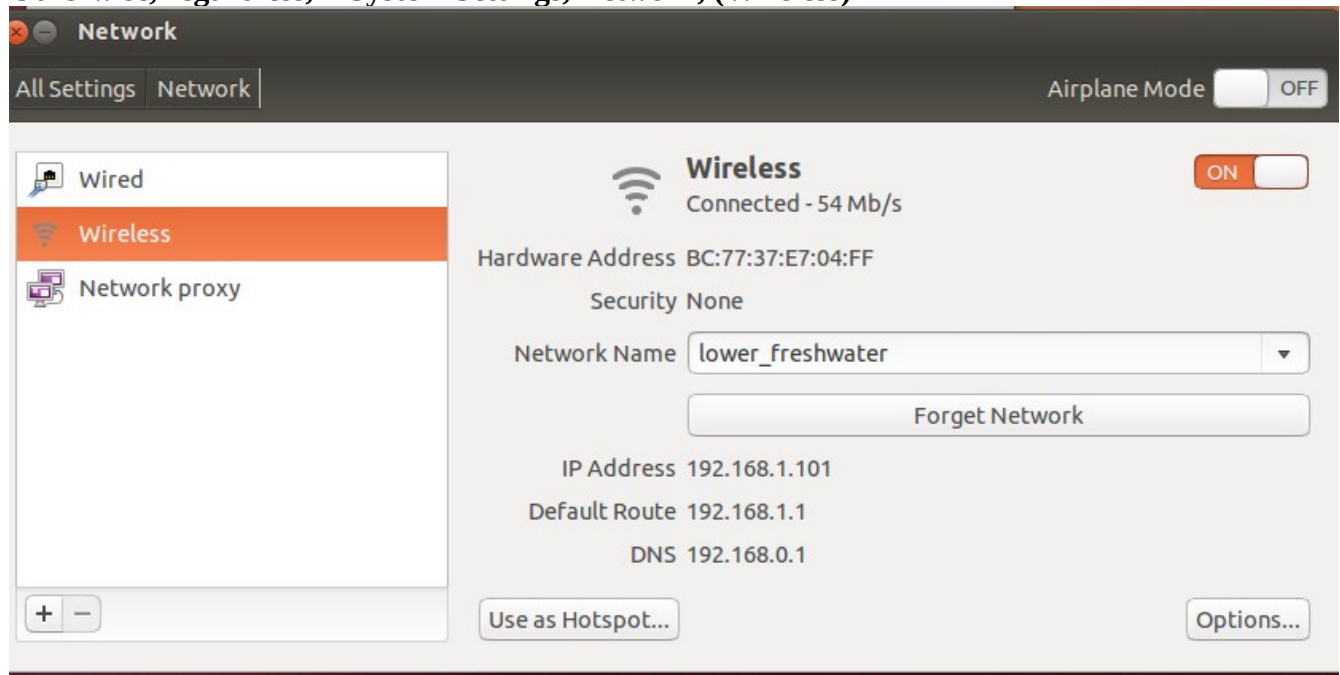 Network
All Settings Network
Airplane Mode OFF
Wired
Wireless
Network proxy
Wireless
ON
Connected - 54 Mb/s
Hardware Address BC:77:37:E7:04:FF
Security None
Network Name lower_freshwater
Forget Network
IP Address 192.168.1.101
Default Route 192.168.1.1
DNS 192.168.0.1
+ −
Use as Hotspot...
Options...